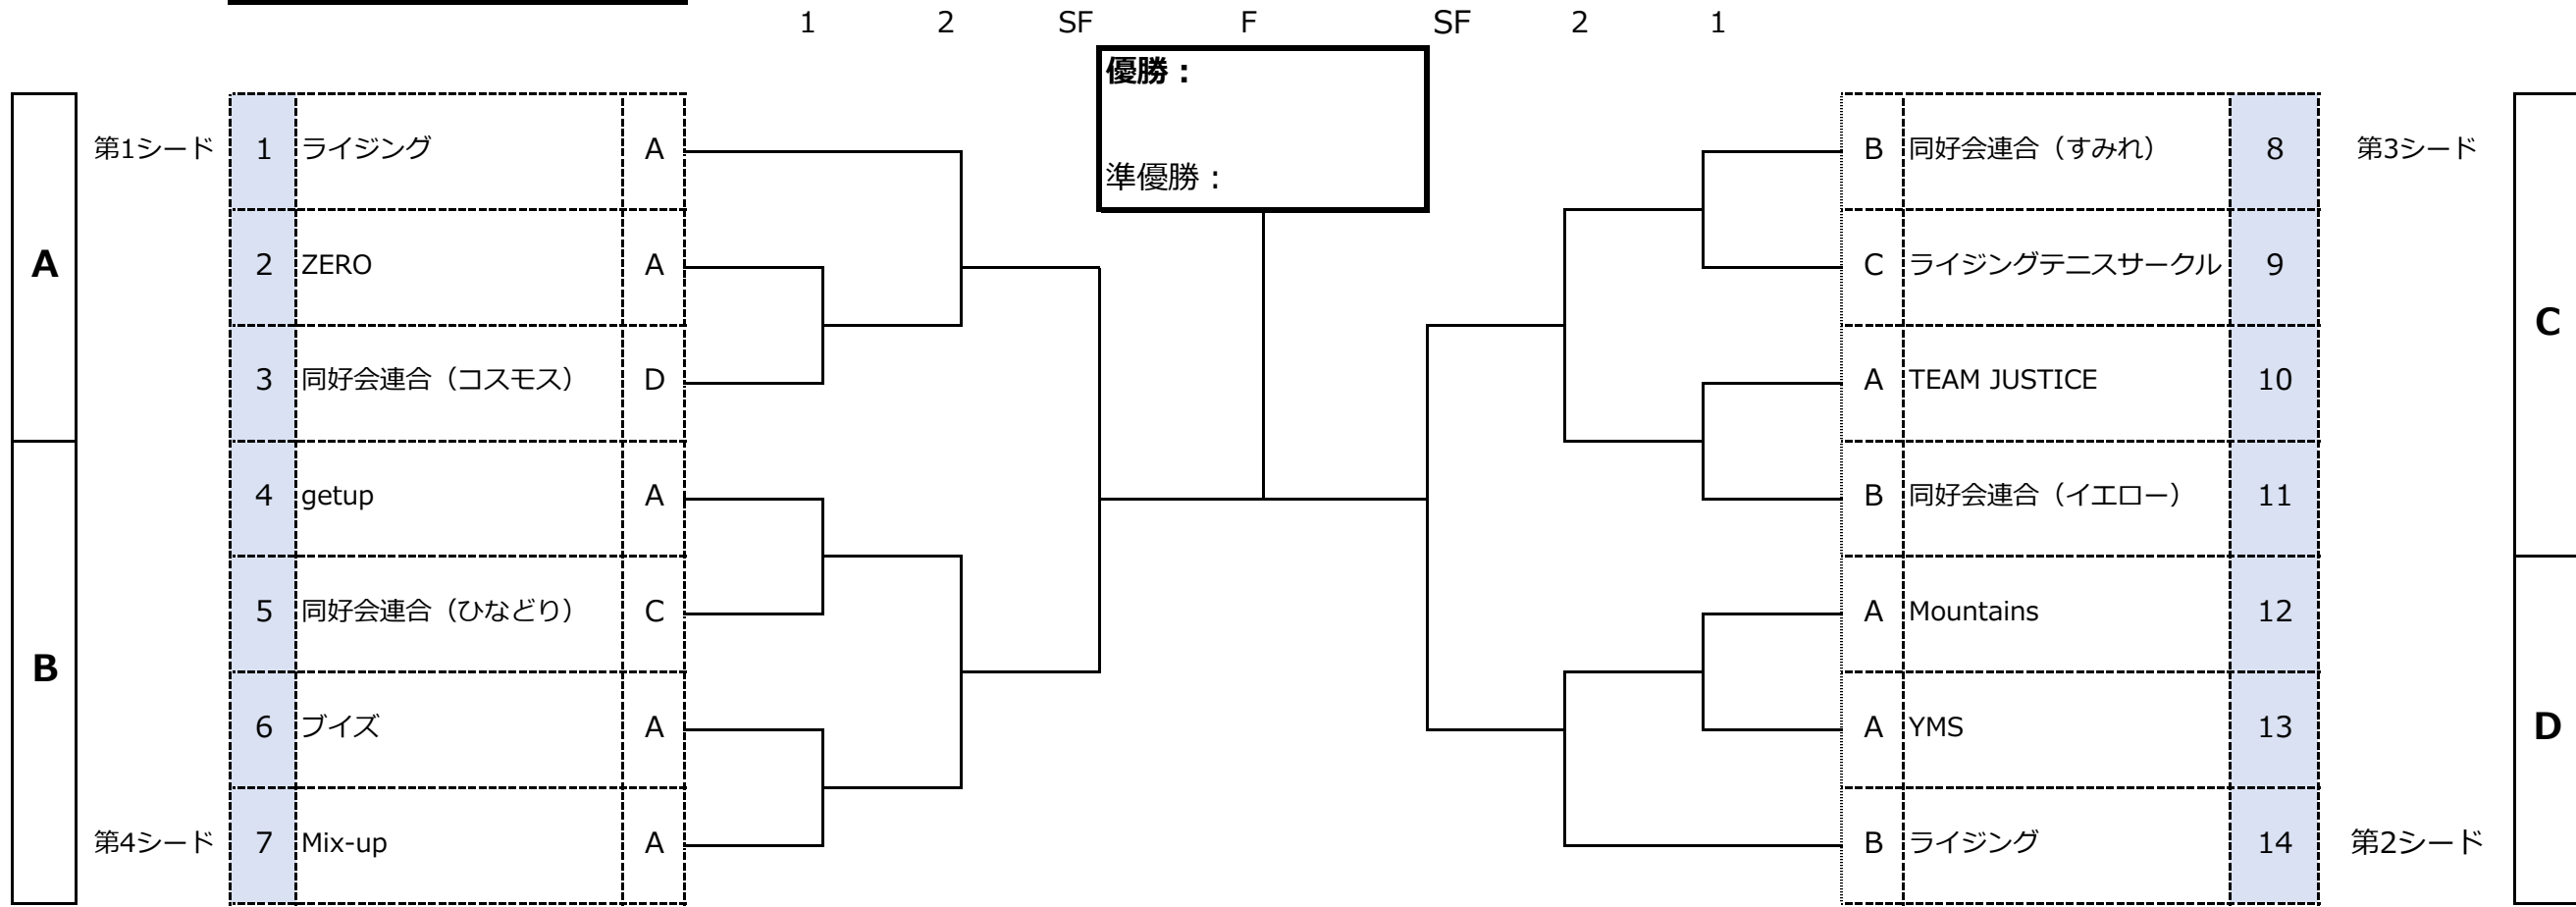 1 2 SF F SF 2 1
優勝：
準優勝：
A
第1シード 1 ライジング A
2 ZERO A
3 同好会連合（コスモス） D
B
4 getup A
5 同好会連合（ひなどり） C
6 ブイズ A
第4シード 7 Mix-up A
B 同好会連合（すみれ） 8 第3シード
C ライジングテニスサークル 9
A TEAM JUSTICE 10
B 同好会連合（イエロー） 11
C
A Mountains 12
A YMS 13
B ライジング 14 第2シード
D